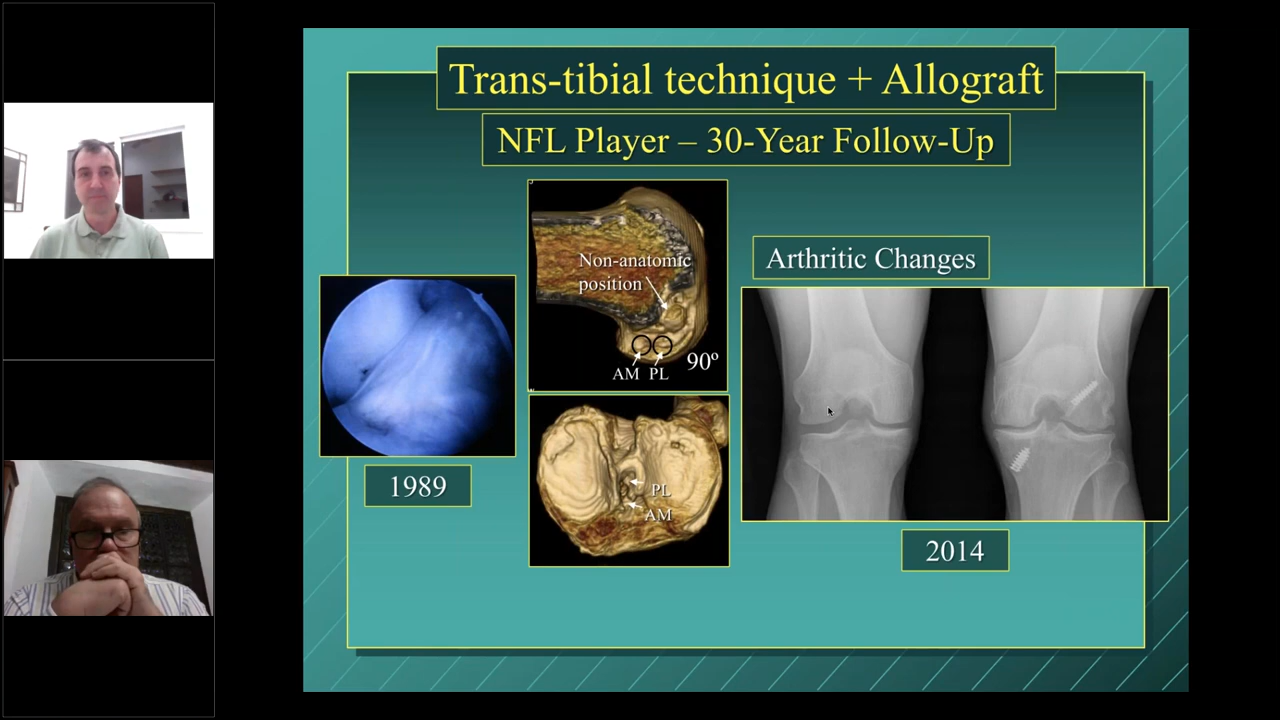 Trans-tibial technique + Allograft
NFL Player – 30-Year Follow-Up
Non-anatomic
position
AM PL
90º
Arthritic Changes
1989
PL
AM
2014